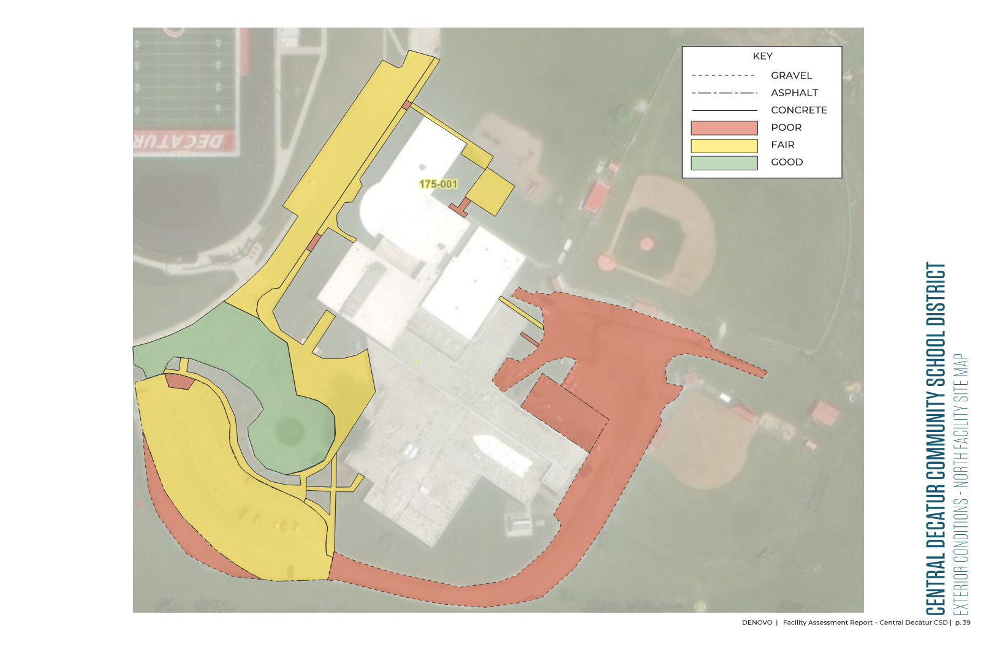 DECATUR
175-001
KEY
GRAVEL
ASPHALT
CONCRETE
POOR
FAIR
GOOD
CENTRAL DECATUR COMMUNITY SCHOOL DISTRICT
EXTERIOR CONDITIONS - NORTH FACILITY SITE MAP
DENOVO | Facility Assessment Report – Central Decatur CSD | p. 39